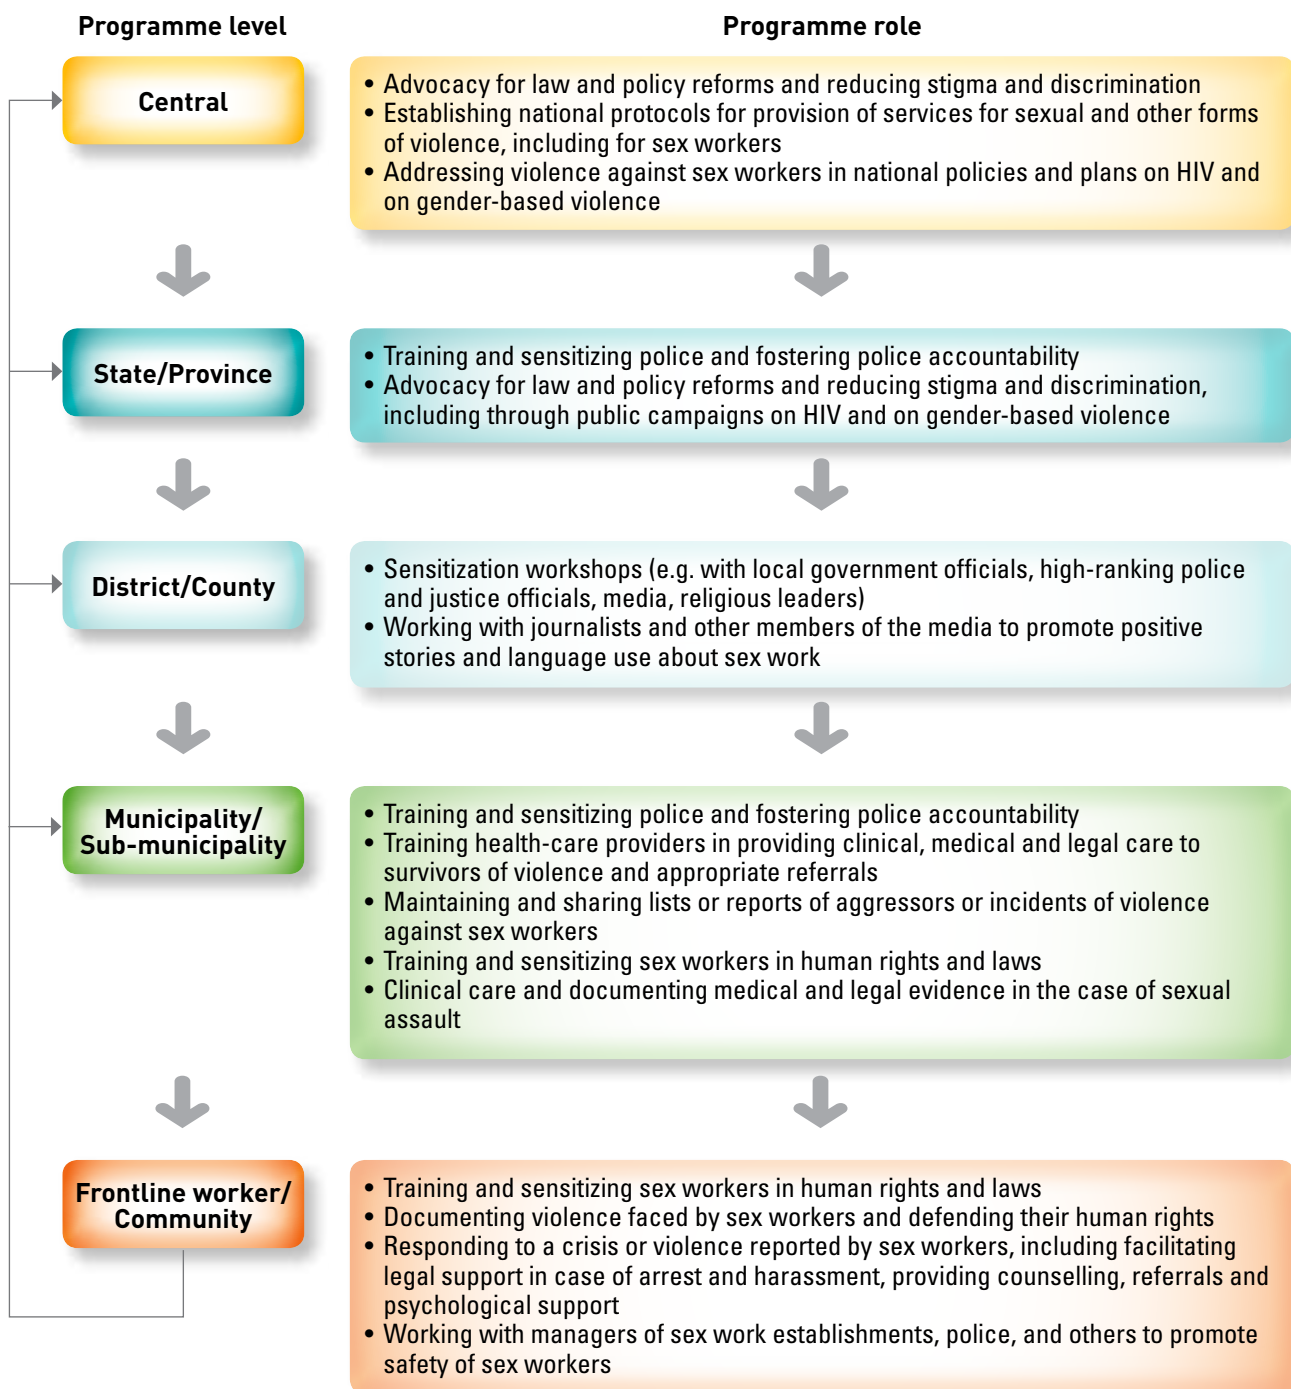 Programme level
Programme role
Central
• Advocacy for law and policy reforms and reducing stigma and discrimination
• Establishing national protocols for provision of services for sexual and other forms
of violence, including for sex workers
• Addressing violence against sex workers in national policies and plans on HIV and
on gender-based violence
State/Province
• Training and sensitizing police and fostering police accountability
• Advocacy for law and policy reforms and reducing stigma and discrimination,
including through public campaigns on HIV and on gender-based violence
District/County
• Sensitization workshops (e.g. with local government officials, high-ranking police
and justice officials, media, religious leaders)
• Working with journalists and other members of the media to promote positive
stories and language use about sex work
Municipality/
Sub-municipality
• Training and sensitizing police and fostering police accountability
• Training health-care providers in providing clinical, medical and legal care to
survivors of violence and appropriate referrals
• Maintaining and sharing lists or reports of aggressors or incidents of violence
against sex workers
• Training and sensitizing sex workers in human rights and laws
• Clinical care and documenting medical and legal evidence in the case of sexual
assault
Frontline worker/
Community
• Training and sensitizing sex workers in human rights and laws
• Documenting violence faced by sex workers and defending their human rights
• Responding to a crisis or violence reported by sex workers, including facilitating
legal support in case of arrest and harassment, providing counselling, referrals and
psychological support
• Working with managers of sex work establishments, police, and others to promote
safety of sex workers